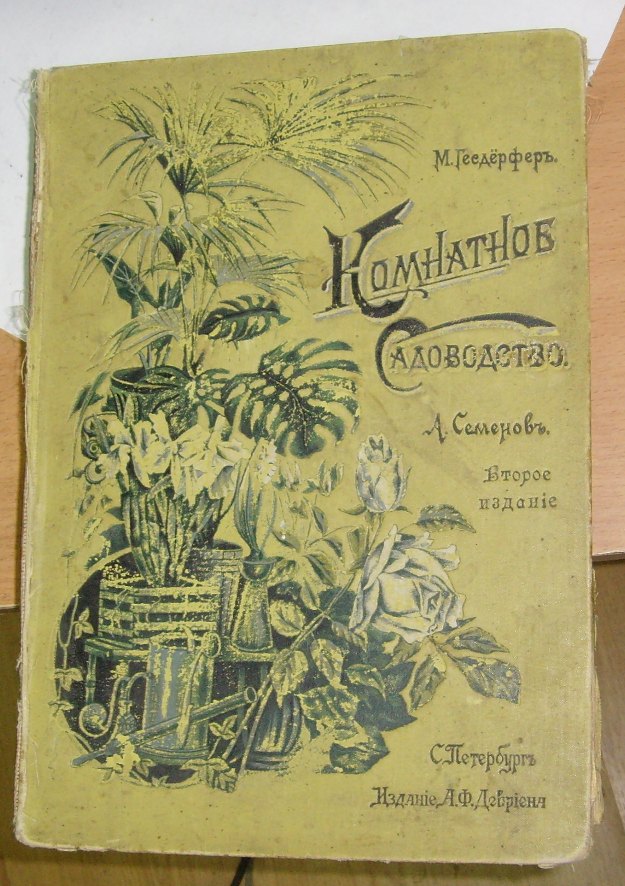 М. Гесдёрферъ.
Комнатное
Садоводство.
А. Семеновъ.
Второе
изданіе
С.Петербургъ
Изданіе А.Ф. Девріена